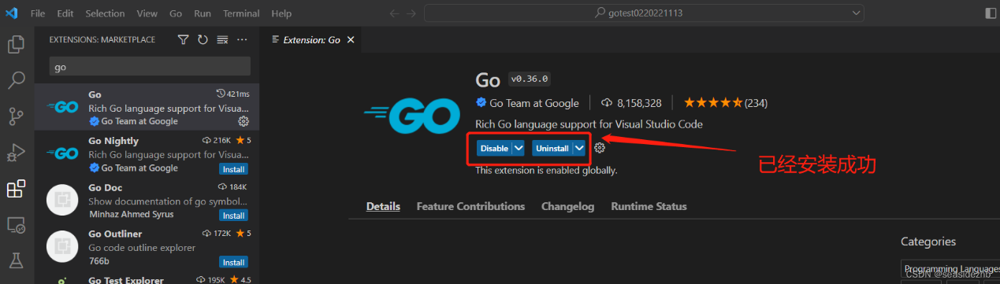 File Edit Selection View Go Run Terminal Help
gotest0220221113
EXTENSIONS: MARKETPLACE
go
Go 421ms
Rich Go language support for Visua...
Go Team at Google
Go Nightly 216K 5
Rich Go language support for Visua...
Go Team at Google Install
Go Doc 184K
Show documentation of go symbol...
Minhaz Ahmed Syrus Install
Go Outliner 172K 5
Go code outline explorer
766b Install
Go Test Explorer 195K 4.5
Extension: Go
GO
Go v0.36.0
Go Team at Google 8,158,328 (234)
Rich Go language support for Visual Studio Code
Disable Uninstall
This extension is enabled globally.
已经安装成功
Details Feature Contributions Changelog Runtime Status
Categories
Programming Languages
CSDN @seasidezhb